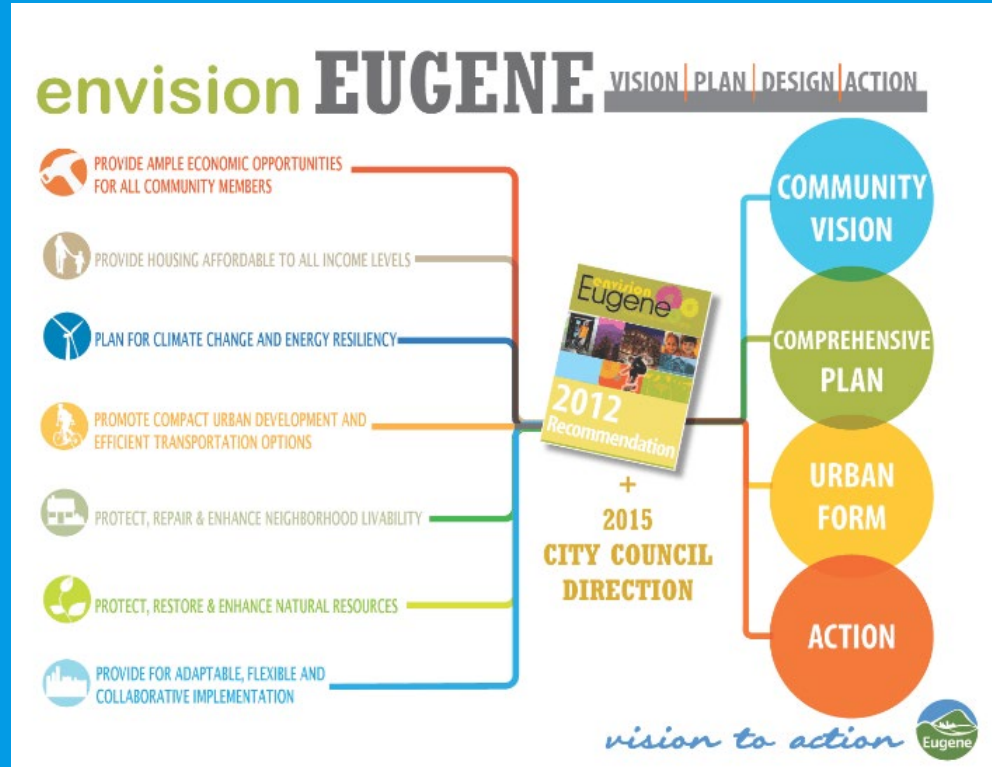 envision EUGENE VISION | PLAN | DESIGN | ACTION
PROVIDE AMPLE ECONOMIC OPPORTUNITIES
FOR ALL COMMUNITY MEMBERS
PROVIDE HOUSING AFFORDABLE TO ALL INCOME LEVELS
PLAN FOR CLIMATE CHANGE AND ENERGY RESILIENCY
PROMOTE COMPACT URBAN DEVELOPMENT AND
EFFICIENT TRANSPORTATION OPTIONS
PROTECT, REPAIR & ENHANCE NEIGHBORHOOD LIVABILITY
PROTECT, RESTORE & ENHANCE NATURAL RESOURCES
PROVIDE FOR ADAPTABLE, FLEXIBLE AND
COLLABORATIVE IMPLEMENTATION
envision
Eugene
2012
Recommendation
+
2015
CITY COUNCIL
DIRECTION
COMMUNITY
VISION
COMPREHENSIVE
PLAN
URBAN
FORM
ACTION
vision to action
Eugene